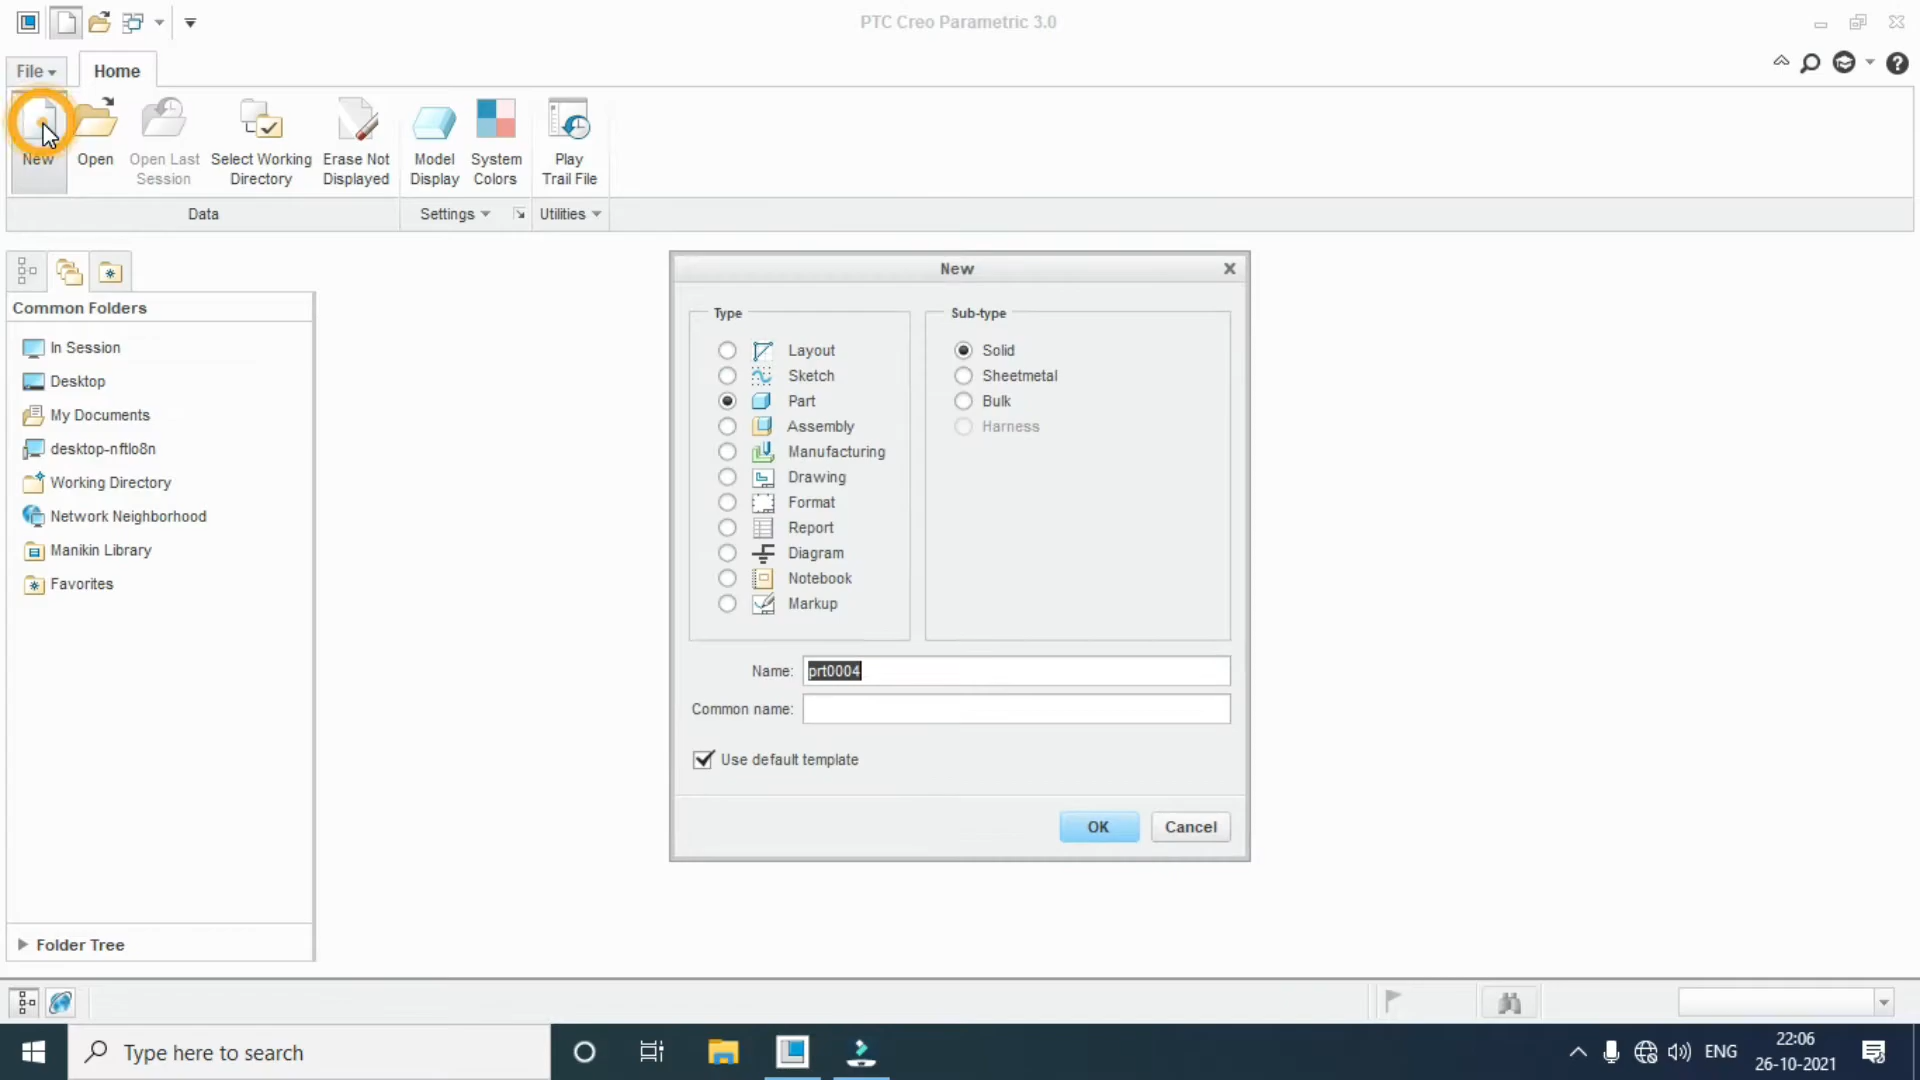 PTC Creo Parametric 3.0
File
Home
New
Open
Open Last
Session
Select Working
Directory
Erase Not
Displayed
Model
Display
System
Colors
Play
Trail File
Data
Settings
Utilities
Common Folders
In Session
Desktop
My Documents
desktop-nftlo8n
Working Directory
Network Neighborhood
Manikin Library
Favorites
Folder Tree
New
Type
Layout
Sketch
Part
Assembly
Manufacturing
Drawing
Format
Report
Diagram
Notebook
Markup
Sub-type
Solid
Sheetmetal
Bulk
Harness
Name: prt0004
Common name:
Use default template
OK
Cancel
Type here to search
ENG
22:06
26-10-2021